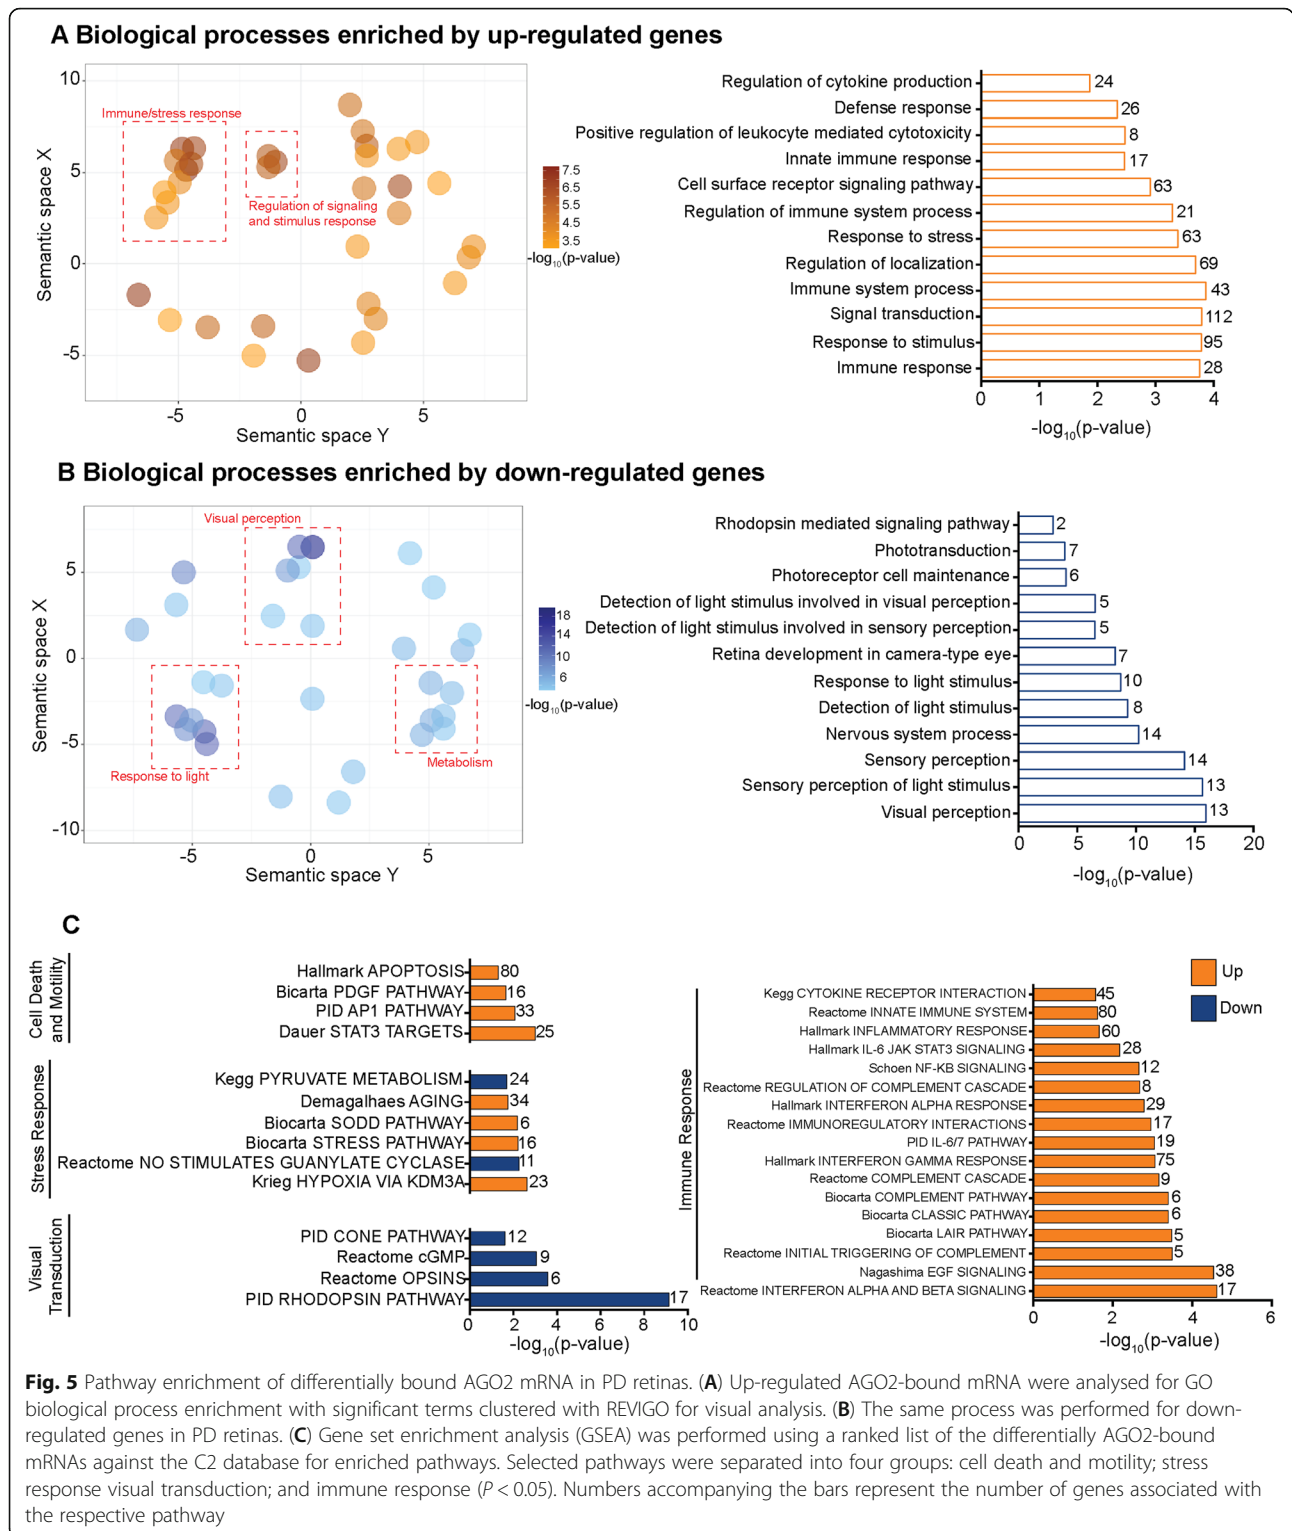 A Biological processes enriched by up-regulated genes
10
5
0
-5
Semantic space X
-5
0
5
Semantic space Y
Immune/stress response
Regulation of signaling
and stimulus response
7.5
6.5
5.5
4.5
3.5
-log10(p-value)
Regulation of cytokine production 24
Defense response 26
Positive regulation of leukocyte mediated cytotoxicity 8
Innate immune response 17
Cell surface receptor signaling pathway 63
Regulation of immune system process 21
Response to stress 63
Regulation of localization 69
Immune system process 43
Signal transduction 112
Response to stimulus 95
Immune response 28
0 1 2 3 4
-log10(p-value)
B Biological processes enriched by down-regulated genes
5
0
-5
-10
Semantic space X
-5
0
5
Semantic space Y
Visual perception
Response to light
Metabolism
18
14
10
6
-log10(p-value)
Rhodopsin mediated signaling pathway 2
Phototransduction 7
Photoreceptor cell maintenance 6
Detection of light stimulus involved in visual perception 5
Detection of light stimulus involved in sensory perception 5
Retina development in camera-type eye 7
Response to light stimulus 10
Detection of light stimulus 8
Nervous system process 14
Sensory perception 14
Sensory perception of light stimulus 13
Visual perception 13
0 5 10 15 20
-log10(p-value)
C
Cell Death
and Motility
Hallmark APOPTOSIS 80
Bicarta PDGF PATHWAY 16
PID AP1 PATHWAY 33
Dauer STAT3 TARGETS 25
Stress Response
Kegg PYRUVATE METABOLISM 24
Demagalhaes AGING 34
Biocarta SODD PATHWAY 6
Biocarta STRESS PATHWAY 16
Reactome NO STIMULATES GUANYLATE CYCLASE 11
Krieg HYPOXIA VIA KDM3A 23
Visual
Transduction
PID CONE PATHWAY 12
Reactome cGMP 9
Reactome OPSINS 6
PID RHODOPSIN PATHWAY 17
0 2 4 6 8 10
-log10(p-value)
Up
Down
Immune Response
Kegg CYTOKINE RECEPTOR INTERACTION 45
Reactome INNATE IMMUNE SYSTEM 80
Hallmark INFLAMMATORY RESPONSE 60
Hallmark IL-6 JAK STAT3 SIGNALING 28
Schoen NF-KB SIGNALING 12
Reactome REGULATION OF COMPLEMENT CASCADE 8
Hallmark INTERFERON ALPHA RESPONSE 29
Reactome IMMUNOREGULATORY INTERACTIONS 17
PID IL-6/7 PATHWAY 19
Hallmark INTERFERON GAMMA RESPONSE 75
Reactome COMPLEMENT CASCADE 9
Biocarta COMPLEMENT PATHWAY 6
Biocarta CLASSIC PATHWAY 6
Biocarta LAIR PATHWAY 5
Reactome INITIAL TRIGGERING OF COMPLEMENT 5
Nagashima EGF SIGNALING 38
Reactome INTERFERON ALPHA AND BETA SIGNALING 17
0 2 4 6
-log10(p-value)
Fig. 5 Pathway enrichment of differentially bound AGO2 mRNA in PD retinas. (A) Up-regulated AGO2-bound mRNA were analysed for GO
biological process enrichment with significant terms clustered with REVIGO for visual analysis. (B) The same process was performed for down-
regulated genes in PD retinas. (C) Gene set enrichment analysis (GSEA) was performed using a ranked list of the differentially AGO2-bound
mRNAs against the C2 database for enriched pathways. Selected pathways were separated into four groups: cell death and motility; stress
response visual transduction; and immune response (P < 0.05). Numbers accompanying the bars represent the number of genes associated with
the respective pathway